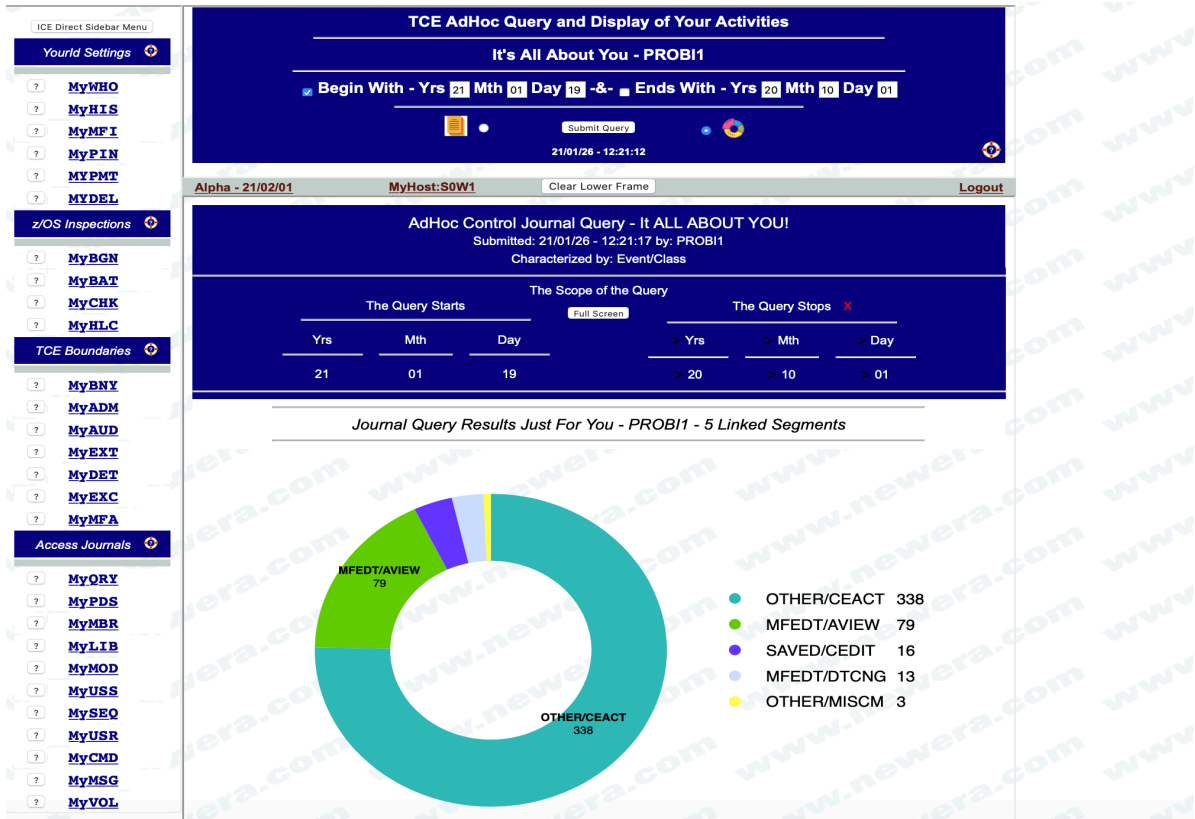 ICE Direct Sidebar Menu
YourId Settings
? MyWHO
? MyHIS
? MyMFI
? MyPIN
? MYPMT
? MYDEL
z/OS Inspections
? MyBGN
? MyBAT
? MyCHK
? MyHLC
TCE Boundaries
? MyBNY
? MyADM
? MyAUD
? MyEXT
? MyDET
? MyEXC
? MyMFA
Access Journals
? MyQRY
? MyPDS
? MyMBR
? MyLIB
? MyMOD
? MyUSS
? MySEQ
? MyUSR
? MyCMD
? MyMSG
? MyVOL
TCE AdHoc Query and Display of Your Activities
It's All About You - PROBI1
Begin With - Yrs 21 Mth 01 Day 19 -&- Ends With - Yrs 20 Mth 10 Day 01
Submit Query
21/01/26 - 12:21:12
?
Alpha - 21/02/01 MyHost:S0W1 Clear Lower Frame Logout
AdHoc Control Journal Query - It ALL ABOUT YOU!
Submitted: 21/01/26 - 12:21:17 by: PROBI1
Characterized by: Event/Class
The Scope of the Query
The Query Starts Full Screen The Query Stops X
Yrs Mth Day > Yrs > Mth > Day
21 01 19 > 20 > 10 > 01
Journal Query Results Just For You - PROBI1 - 5 Linked Segments
MFEDT/AVIEW
79
OTHER/CEACT
338
OTHER/CEACT 338
MFEDT/AVIEW 79
SAVED/CEDIT 16
MFEDT/DTCNG 13
OTHER/MISCM 3
www.newera.com